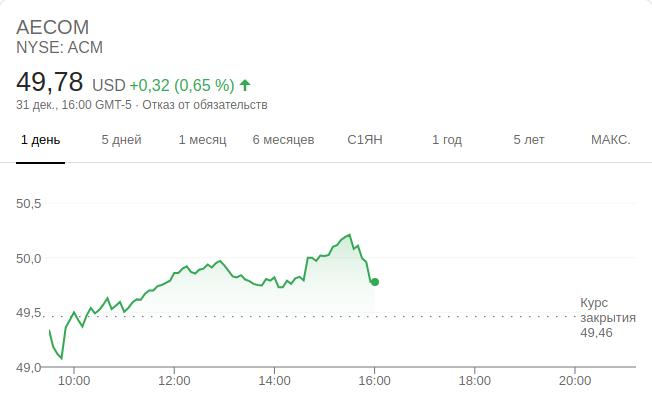 AECOM
NYSE: ACM
49,78 USD +0,32 (0,65 %)
31 дек., 16:00 GMT-5 · Отказ от обязательств
1 день 5 дней 1 месяц 6 месяцев С1ЯН 1 год 5 лет МАКС.
50,5
50,0
49,5
49,0
Курс
закрытия
49,46
10:00 12:00 14:00 16:00 18:00 20:00